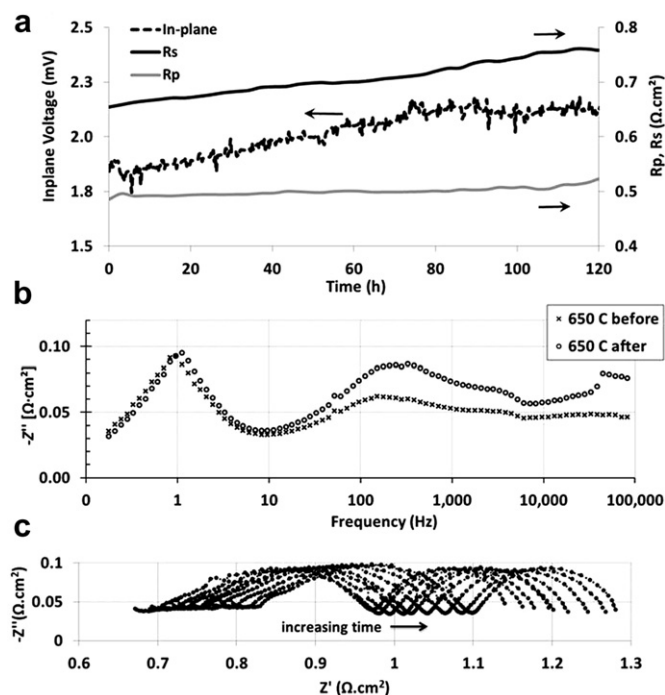 a
In-plane
Rs
Rp
Inplane Voltage (mV)
2.5
2.3
2.0
1.8
1.5
0.8
0.7
0.6
0.5
0.4
Rp, Rs (Ω.cm²)
0 20 40 60 80 100 120
Time (h)
b
650 C before
650 C after
-Z'' [Ω·cm²]
0.10
0.05
0.00
0 1 10 100 1,000 10,000 100,000
Frequency (Hz)
c
-Z''(Ω.cm²)
0.1
0.05
0
increasing time
0.6 0.7 0.8 0.9 1 1.1 1.2 1.3
Z' (Ω.cm²)